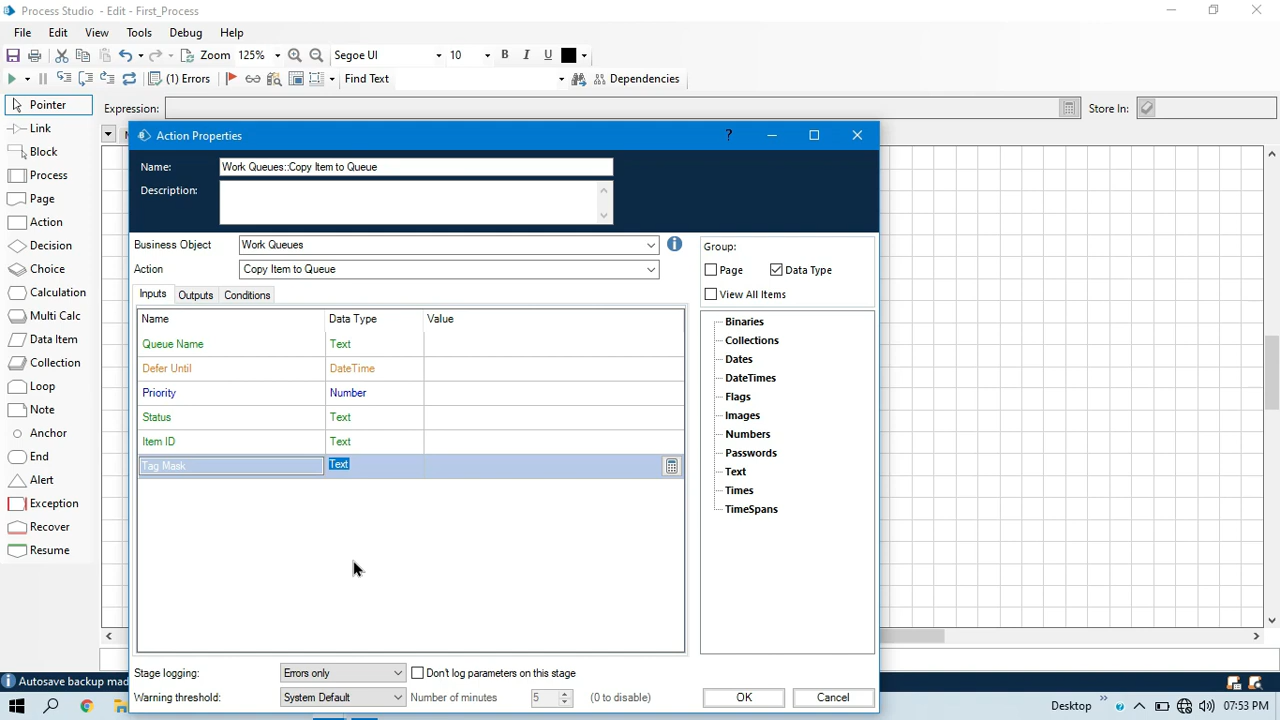 Process Studio - Edit - First_Process
File Edit View Tools Debug Help
Zoom 125% Segoe UI 10 B I U
(1) Errors Find Text Dependencies
Pointer
Expression: Store In:
Link
Block
Process
Page
Action
Decision
Choice
Calculation
Multi Calc
Data Item
Collection
Loop
Note
Anchor
End
Alert
Exception
Recover
Resume
Action Properties ?
Name: Work Queues::Copy Item to Queue
Description:
Business Object Work Queues
Action Copy Item to Queue
Inputs Outputs Conditions
Name Data Type Value
Queue Name Text
Defer Until DateTime
Priority Number
Status Text
Item ID Text
Tag Mask Text
Group:
Page Data Type
View All Items
Binaries
Collections
Dates
DateTimes
Flags
Images
Numbers
Passwords
Text
Times
TimeSpans
Stage logging: Errors only Don't log parameters on this stage
Warning threshold: System Default Number of minutes 5 (0 to disable)
OK Cancel
Autosave backup mad
Desktop 07:53 PM